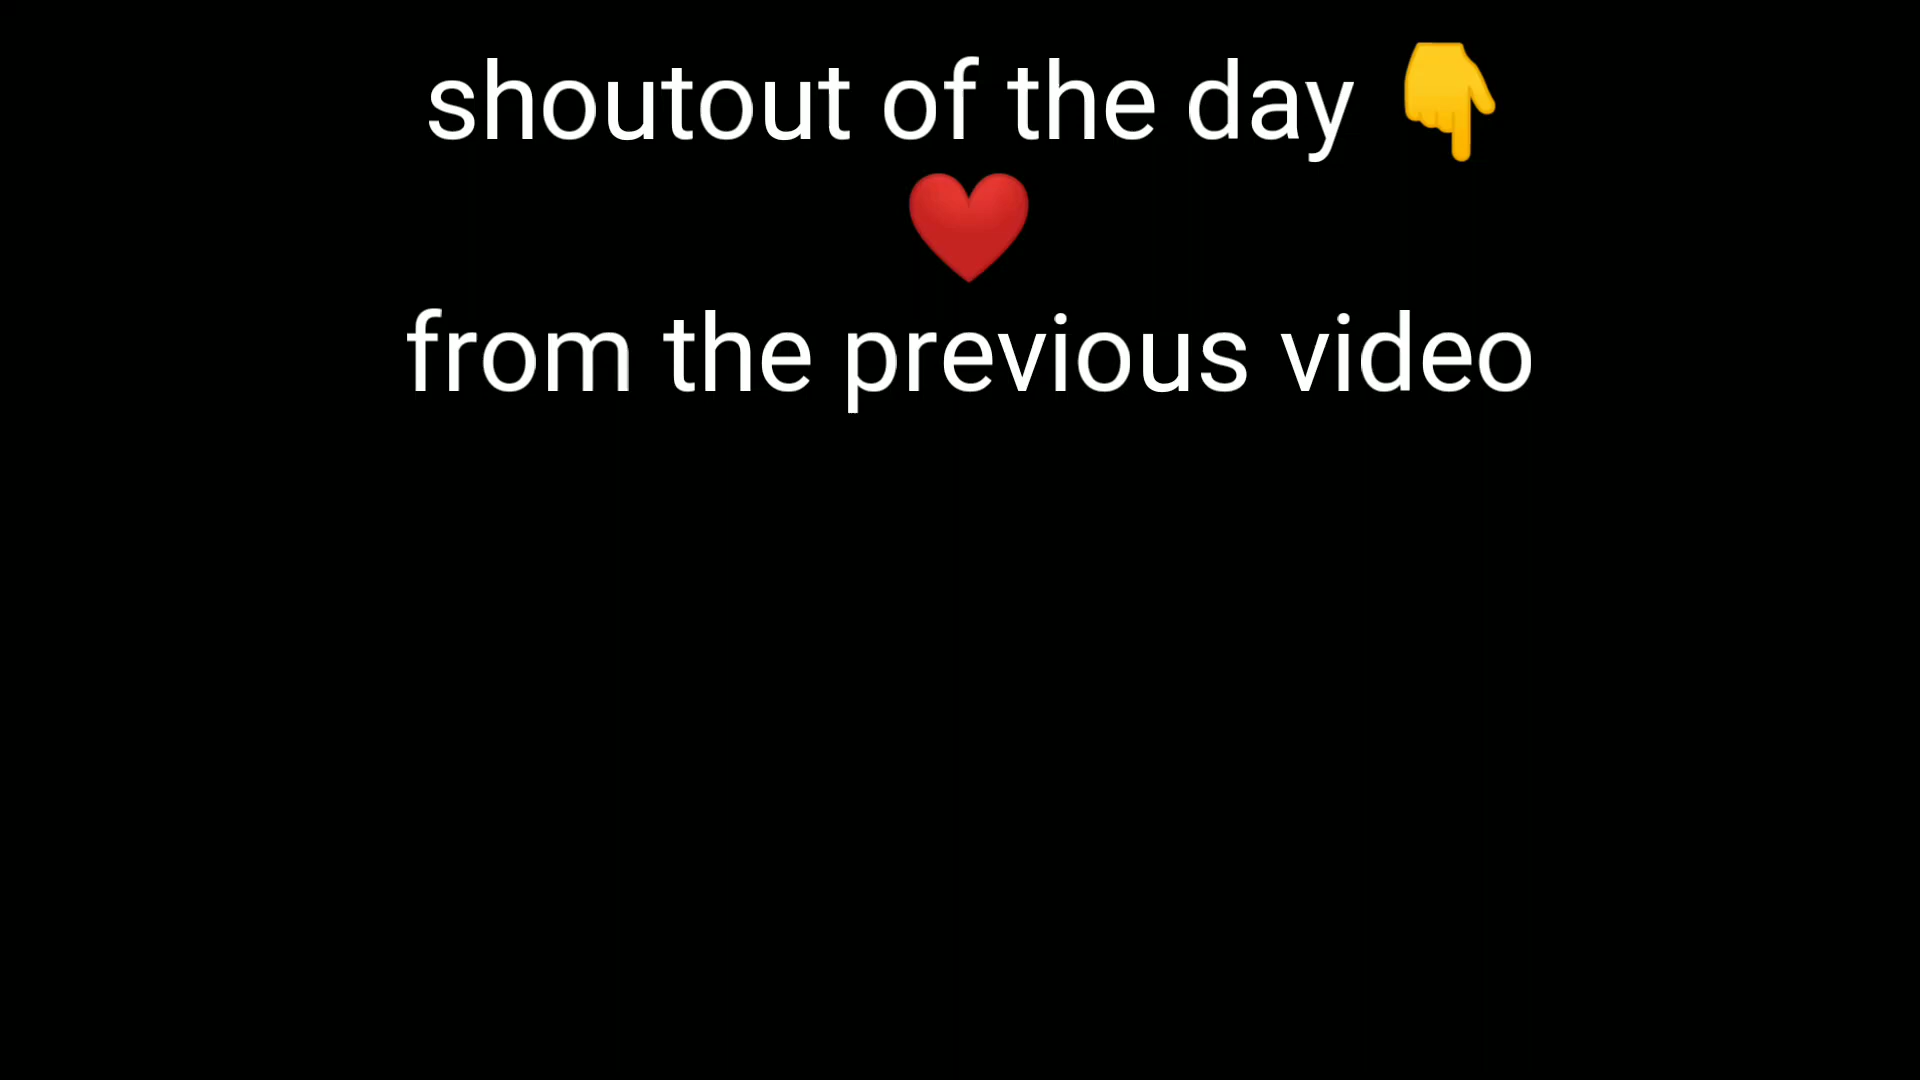 shoutout of the day 👇
❤️
from the previous video